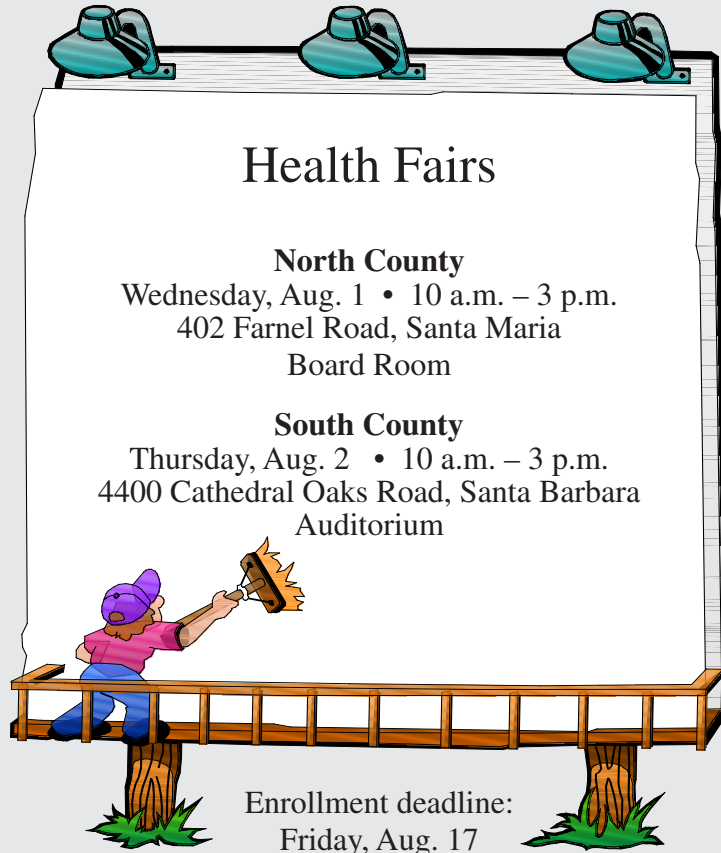 Health Fairs
North County
Wednesday, Aug. 1 • 10 a.m. – 3 p.m.
402 Farnel Road, Santa Maria
Board Room
South County
Thursday, Aug. 2 • 10 a.m. – 3 p.m.
4400 Cathedral Oaks Road, Santa Barbara
Auditorium
Enrollment deadline:
Friday, Aug. 17